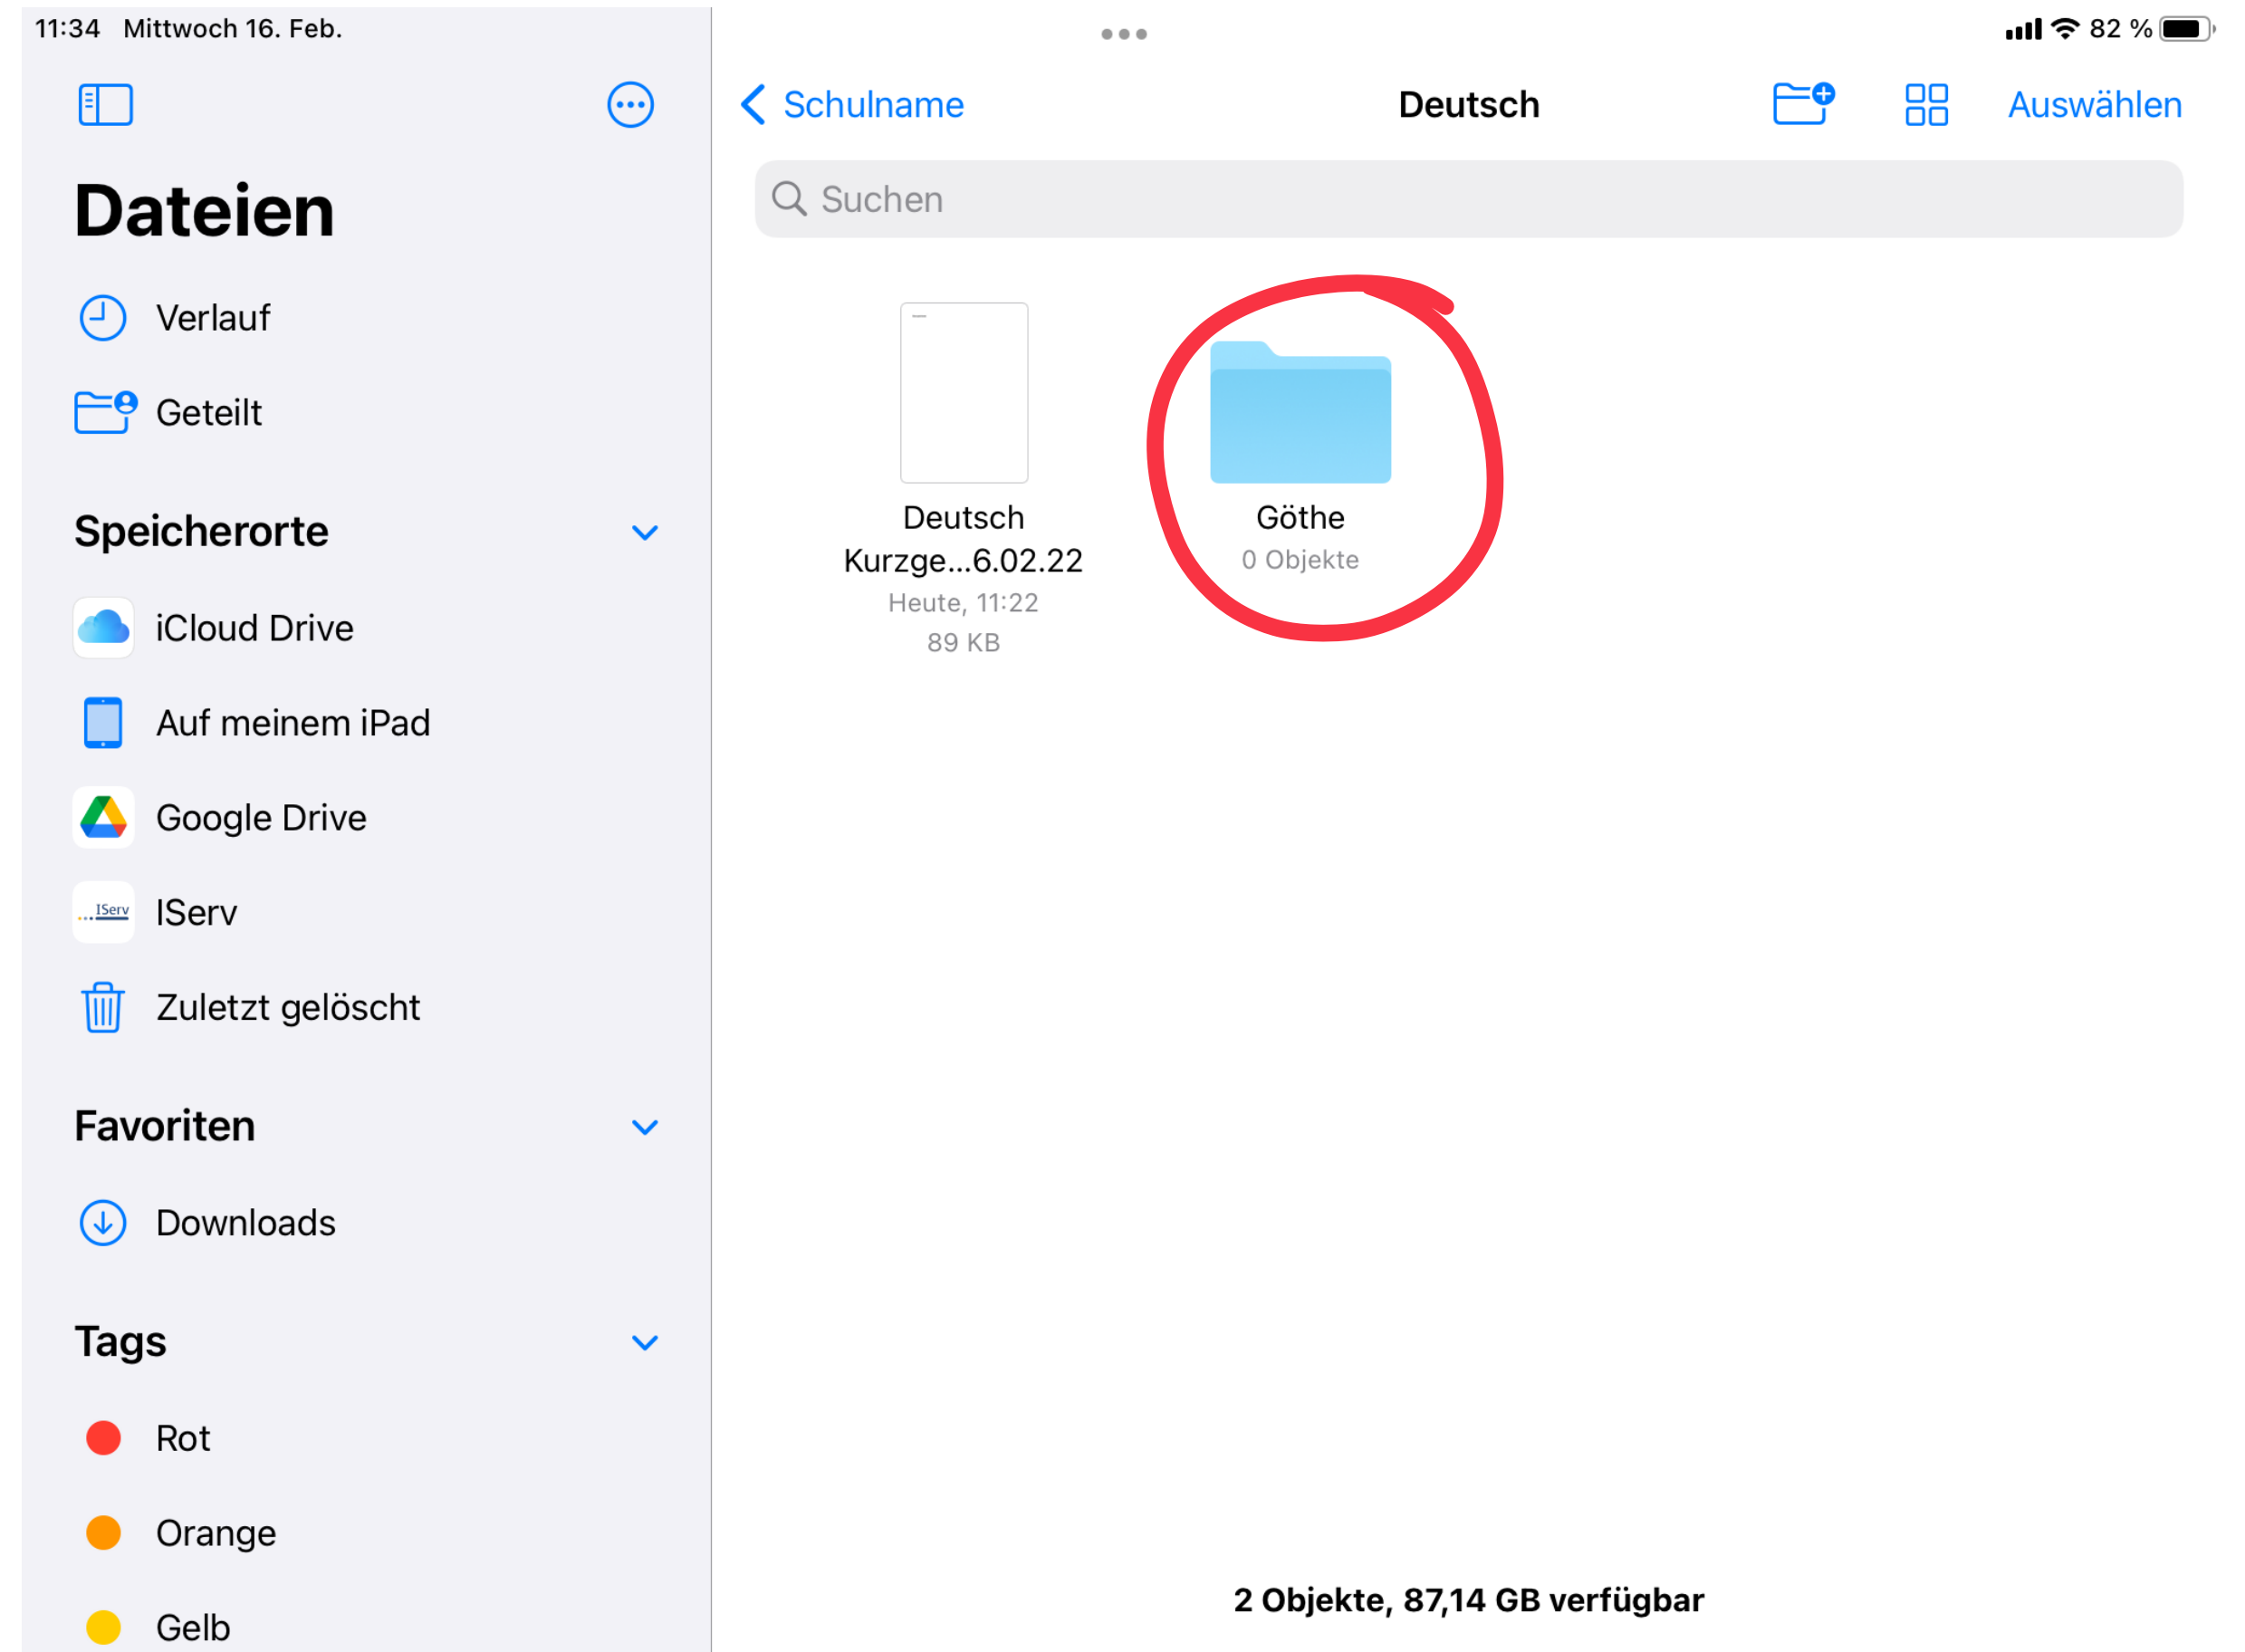 11:34 Mittwoch 16. Feb.
82 %
Dateien
Verlauf
Geteilt
Speicherorte
iCloud Drive
Auf meinem iPad
Google Drive
IServ
IServ
Zuletzt gelöscht
Favoriten
Downloads
Tags
Rot
Orange
Gelb
Schulname
Deutsch
Auswählen
Suchen
Deutsch
Kurzge...6.02.22
Heute, 11:22
89 KB
Göthe
0 Objekte
2 Objekte, 87,14 GB verfügbar